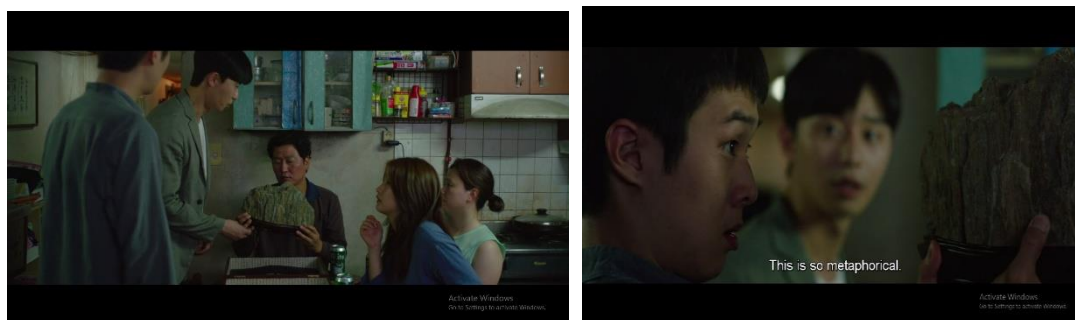 Activate Windows
Go to Settings to activate Windows.
This is so metaphorical.
Activate Windows
Go to Settings to activate Windows.